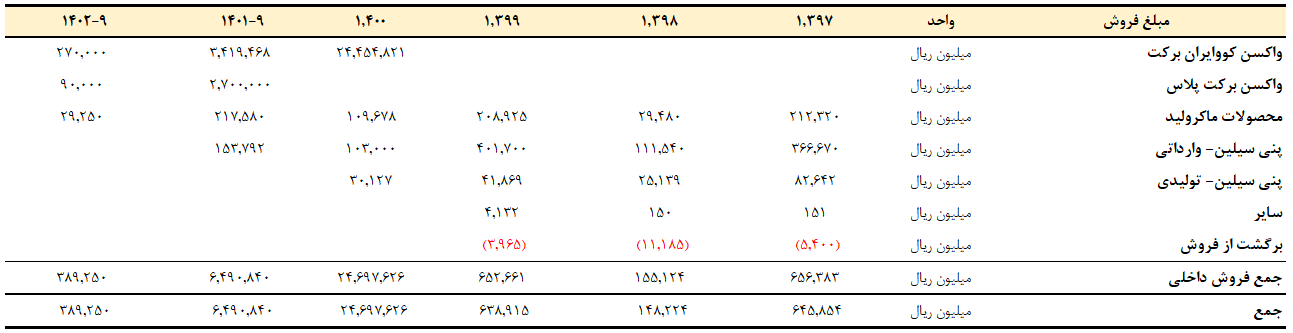 مبلغ فروش واحد ۱,۳۹۷ ۱,۳۹۸ ۱,۳۹۹ ۱,۴۰۰ ۱۴۰۱-۹ ۱۴۰۲-۹
واکسن کووایران برکت میلیون ریال ۲۴,۴۵۴,۸۲۱ ۳,۴۱۹,۴۶۸ ۲۷۰,۰۰۰
واکسن برکت پلاس میلیون ریال ۲,۷۰۰,۰۰۰ ۹۰,۰۰۰
محصولات ماکرولید میلیون ریال ۲۱۲,۳۲۰ ۲۹,۴۸۰ ۲۰۸,۹۲۵ ۱۰۹,۶۷۸ ۲۱۷,۵۸۰ ۲۹,۲۵۰
پنی سیلین- وارداتی میلیون ریال ۳۶۶,۶۷۰ ۱۱۱,۵۴۰ ۴۰۱,۷۰۰ ۱۰۳,۰۰۰ ۱۵۳,۷۹۲
پنی سیلین- تولیدی میلیون ریال ۸۲,۶۴۲ ۲۵,۱۳۹ ۴۱,۸۶۹ ۳۰,۱۲۷
سایر میلیون ریال ۱۵۱ ۱۵۰ ۴,۱۳۲
برگشت از فروش میلیون ریال (۵,۴۰۰) (۱۱,۱۸۵) (۳,۹۶۵)
جمع فروش داخلی میلیون ریال ۶۵۶,۳۸۳ ۱۵۵,۱۲۴ ۶۵۲,۶۶۱ ۲۴,۶۹۷,۶۲۶ ۶,۴۹۰,۸۴۰ ۳۸۹,۲۵۰
جمع میلیون ریال ۶۴۵,۸۵۴ ۱۴۸,۲۲۴ ۶۳۸,۹۱۵ ۲۴,۶۹۷,۶۲۶ ۶,۴۹۰,۸۴۰ ۳۸۹,۲۵۰